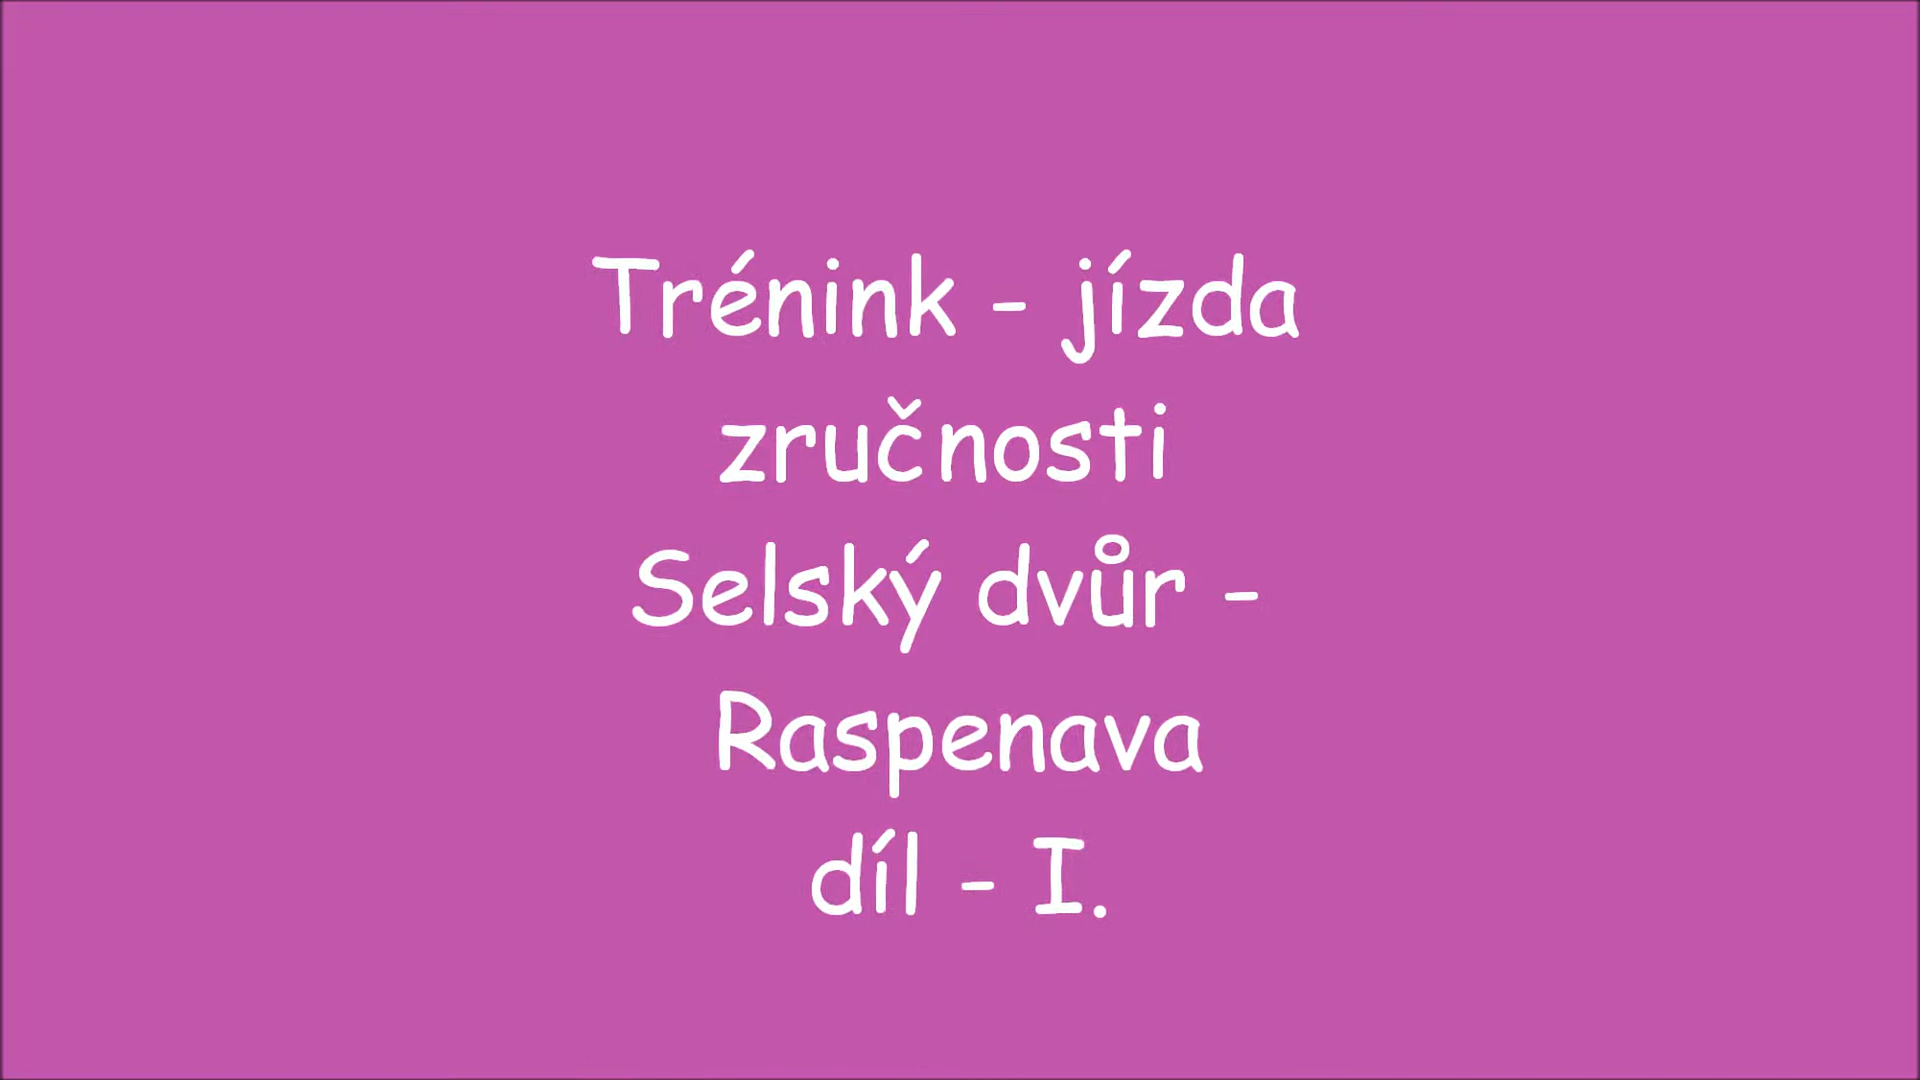 Trénink - jízda
zručnosti
Selský dvůr -
Raspenava
díl - I.